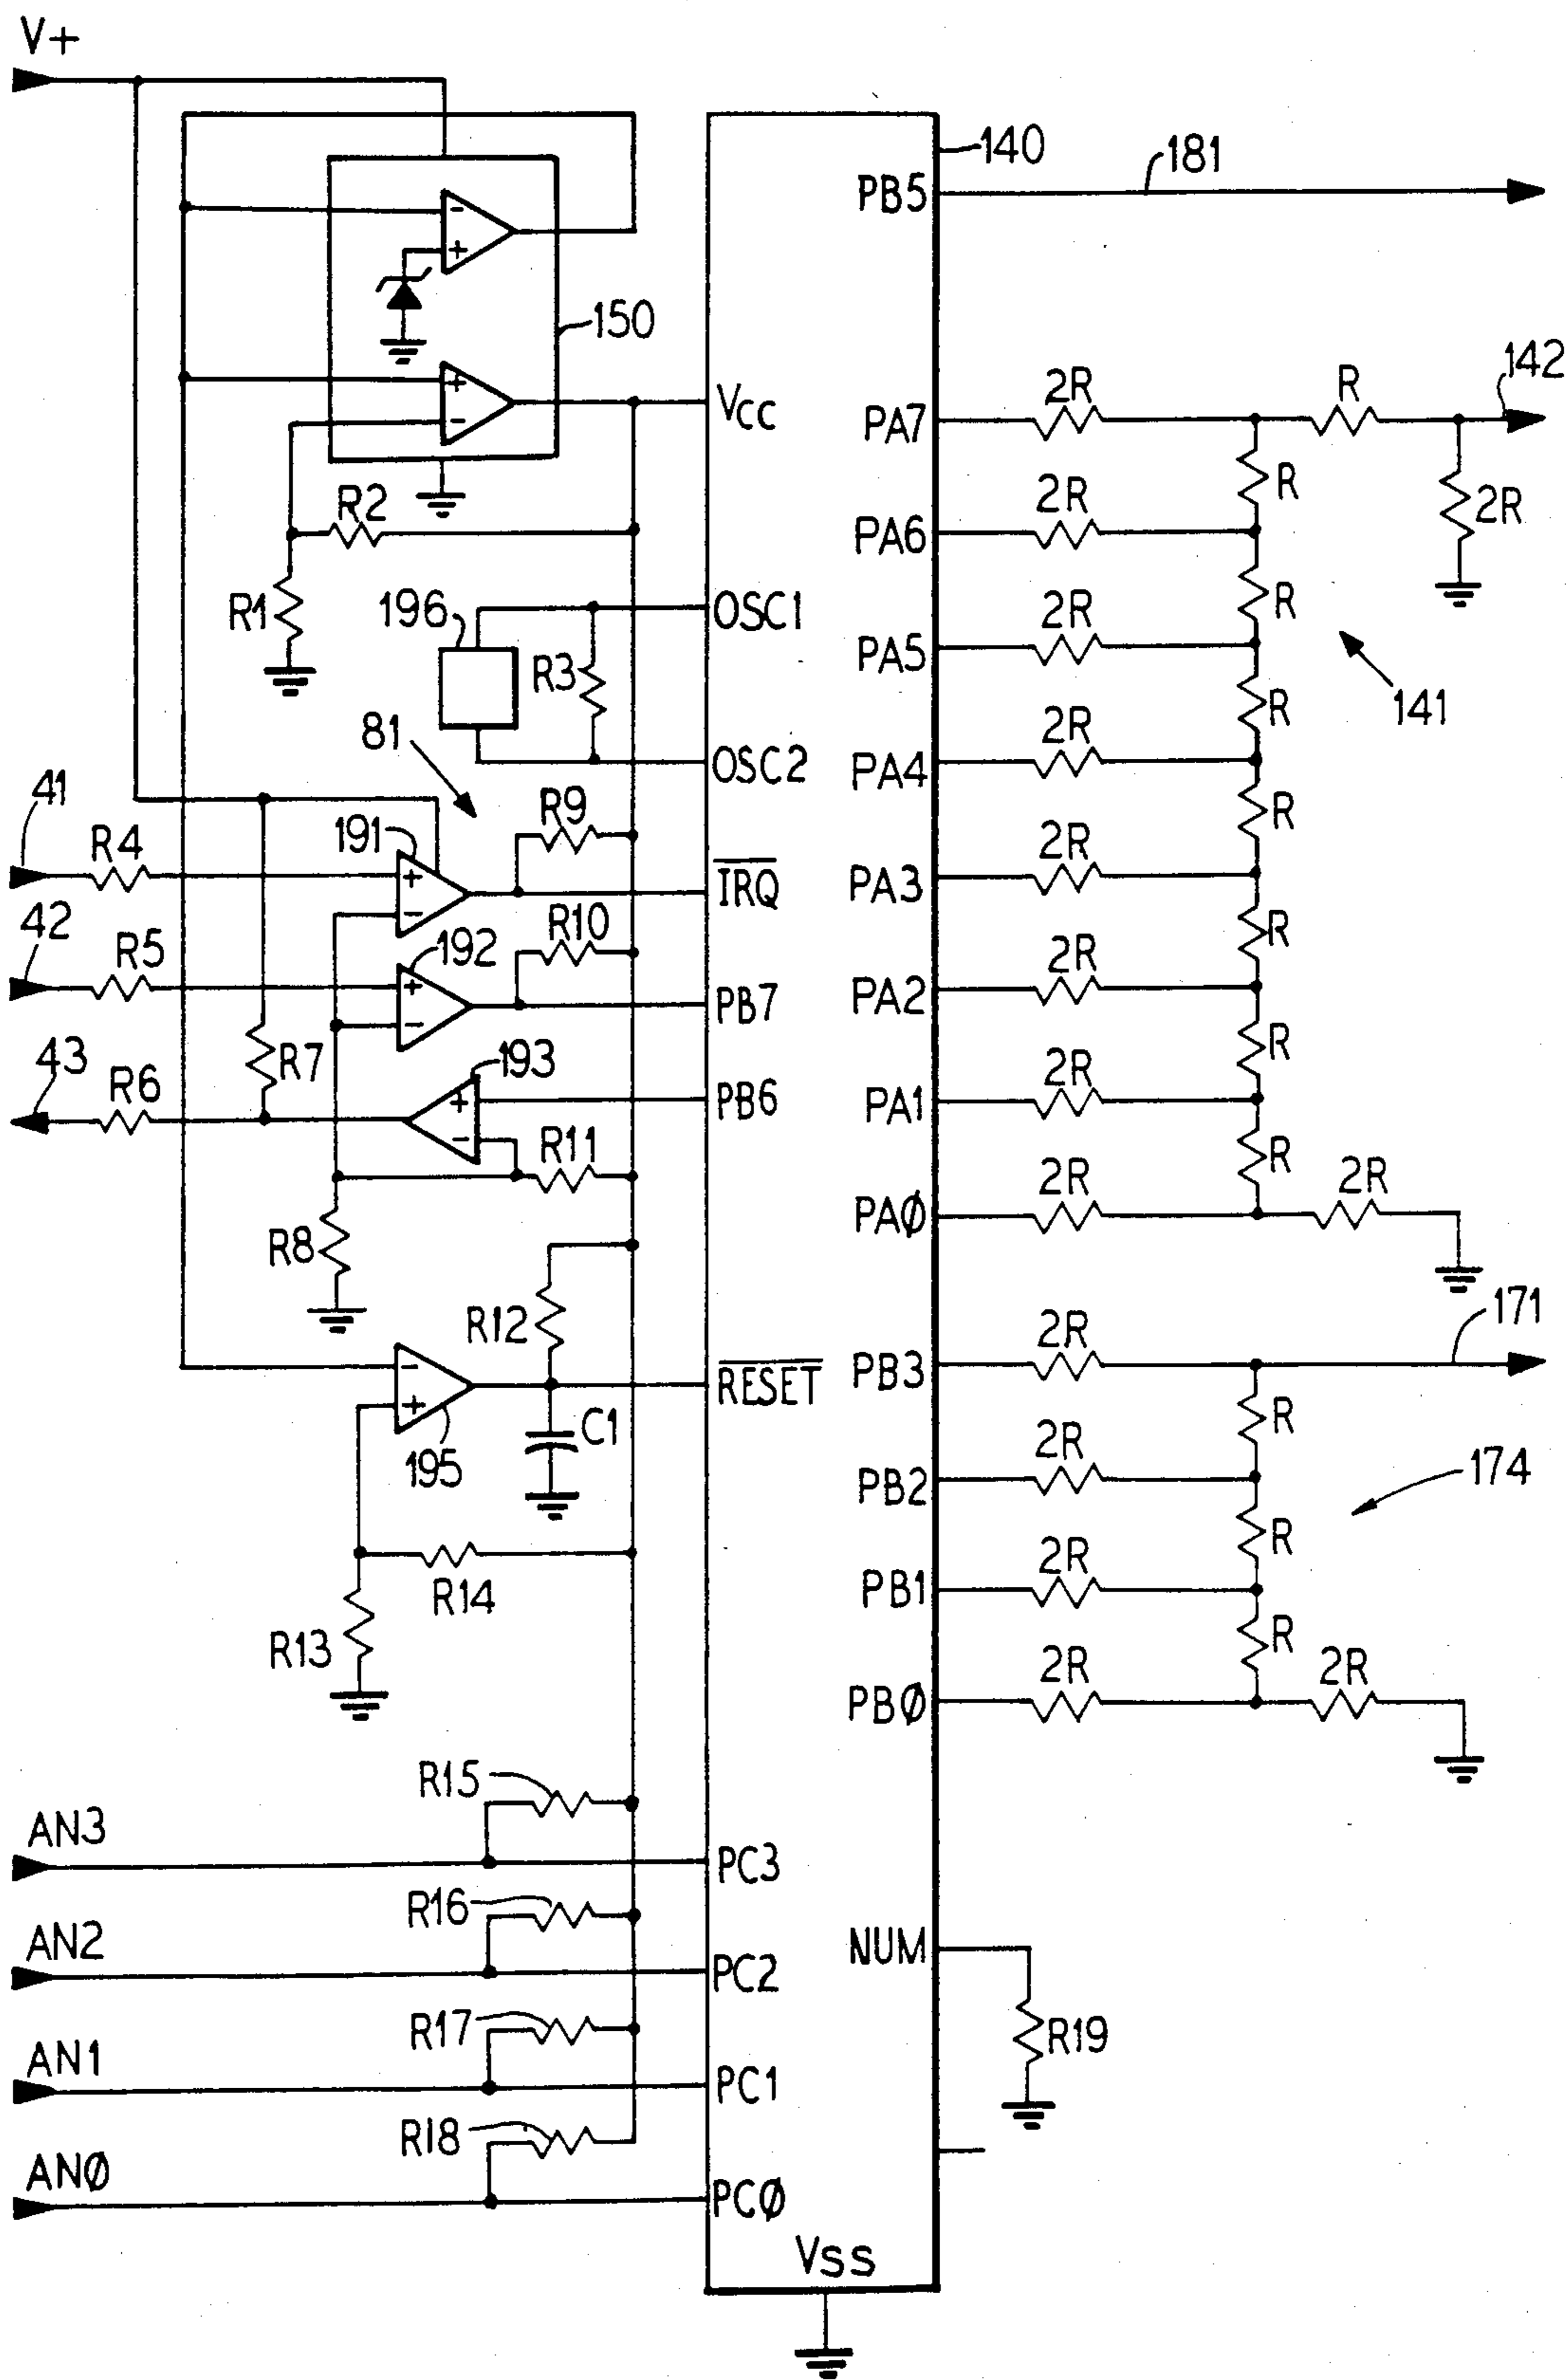 V+
140
PB5
181
150
VCC
PA7
2R
R
142
R2
R
2R
PA6
2R
R1
196
OSC1
R
R3
PA5
2R
141
81
OSC2
PA4
2R
R
41
R4
191
R9
R
IRQ
PA3
2R
42
R5
192
R10
R
PB7
PA2
2R
43
R6
R7
193
R
PB6
PA1
2R
R11
R
R8
PAØ
2R
2R
R12
171
RESET
PB3
2R
C1
R
195
PB2
2R
174
R14
R
R13
PB1
2R
R
PBØ
2R
2R
R15
AN3
PC3
R16
AN2
PC2
NUM
R17
R19
AN1
PC1
R18
ANØ
PCØ
VSS